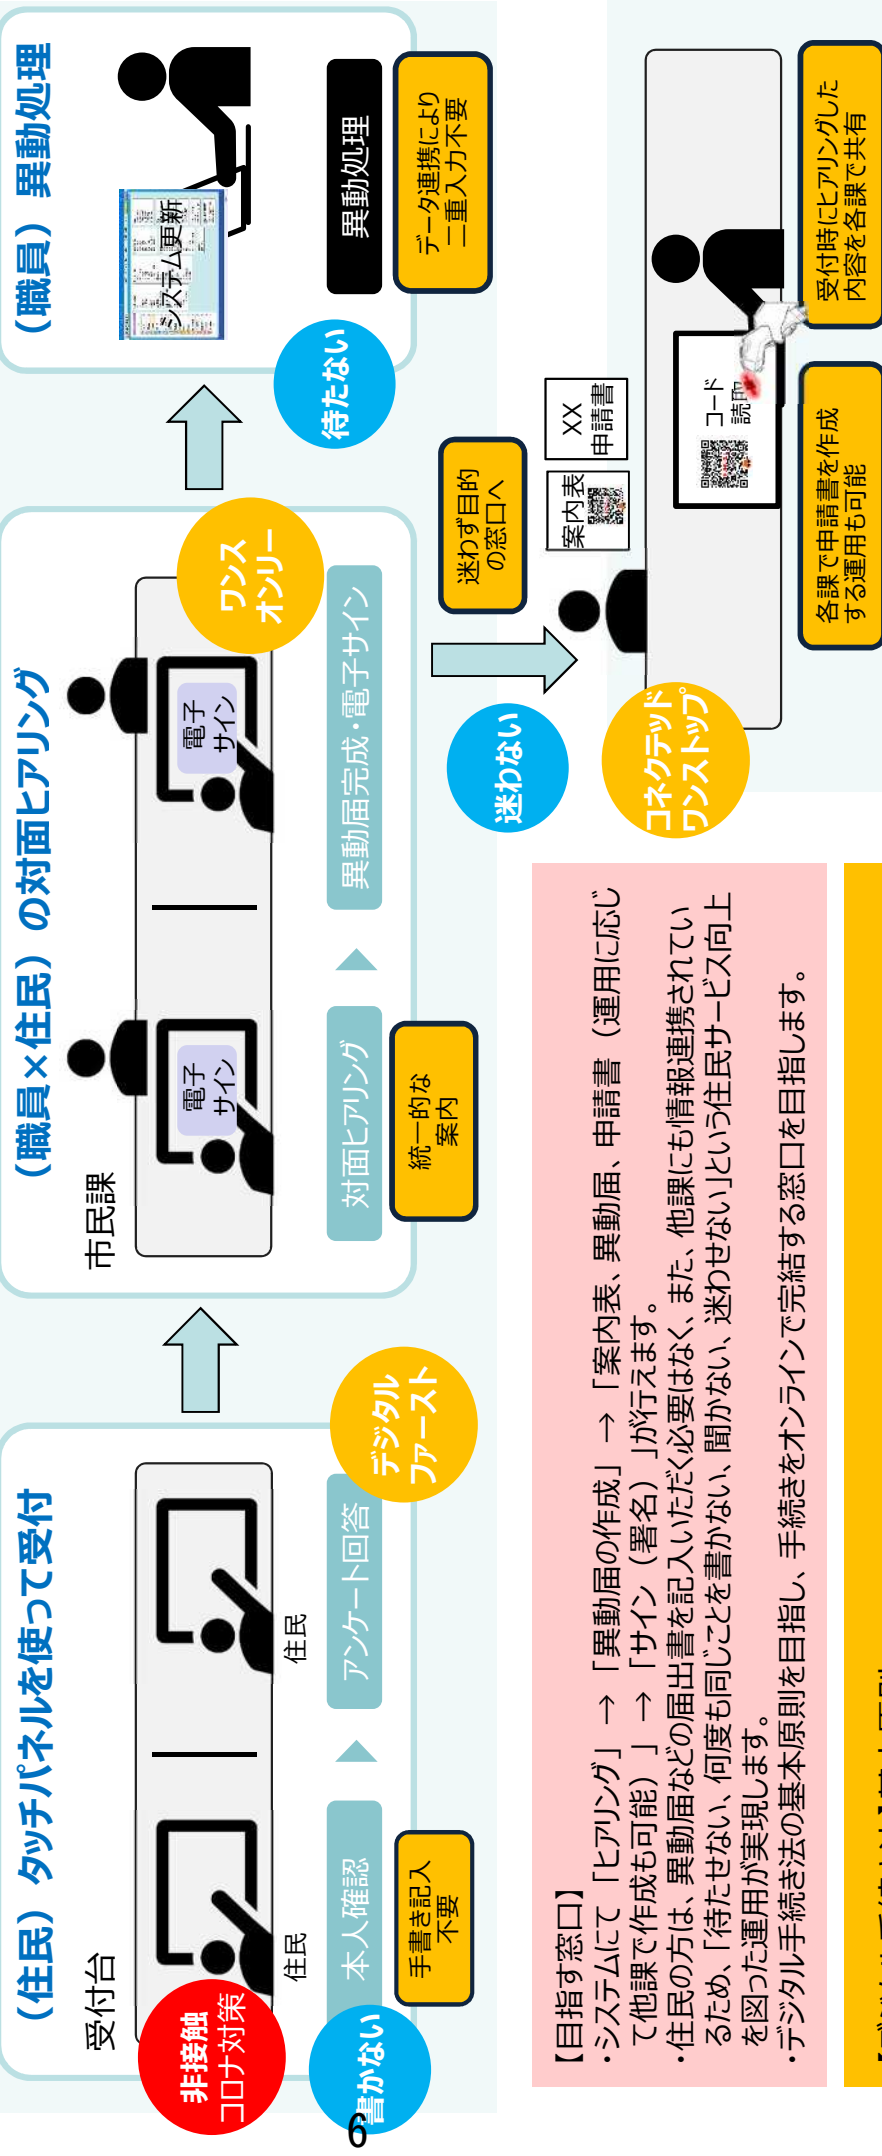 （住民）タッチパネルを使って受付
受付台
非接触
コロナ対策
住民
住民
本人確認
アンケート回答
書かない
手書き記入
不要
デジタル
ファースト
（職員×住民）の対面ヒアリング
市民課
電子
サイン
電子
サイン
ワンス
オンリー
対面ヒアリング
異動届完成・電子サイン
統一的な
案内
（職員）異動処理
システム更新
異動処理
待たない
データ連携により
二重入力不要
迷わない
迷わず目的
の窓口へ
案内表
XX
申請書
コネクテッド
ワンストップ
コード
読取
各課で申請書を作成
する運用も可能
受付時にヒアリングした
内容を各課で共有
【目指す窓口】
・システムにて「ヒアリング」→「異動届の作成」→「案内表、異動届、申請書（運用に応じ
て他課で作成も可能）」→「サイン（署名）」が行えます。
・住民の方は、異動届などの届出書を記入いただく必要はなく、また、他課にも情報連携されてい
るため、「待たせない、何度も同じことを書かない、聞かない、迷わせない」という住民サービス向上
を図った運用が実現します。
・デジタル手続き法の基本原則を目指し、手続きをオンラインで完結する窓口を目指します。
6